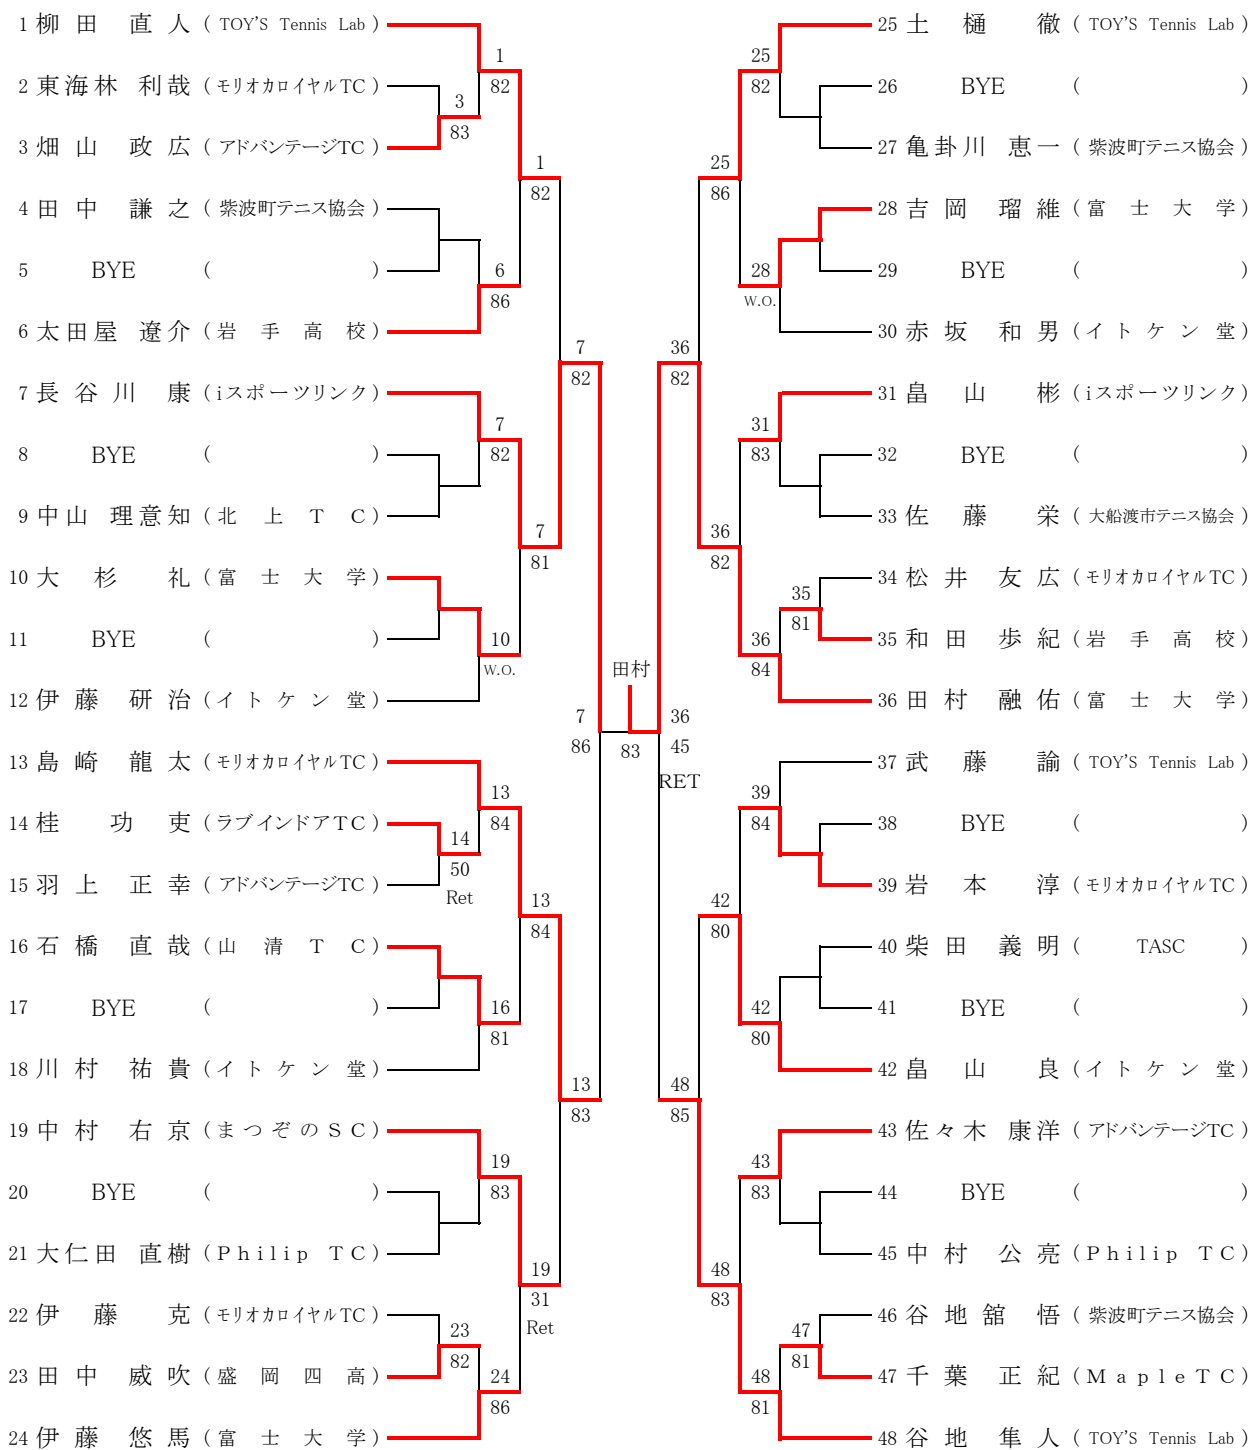 1 柳田 直人 ( TOY'S Tennis Lab )
2 東海林 利哉 ( モリオカロイヤルTC )
3 畑山 政広 ( アドバンテージTC )
4 田中 謙之 ( 紫波町テニス協会 )
5 BYE ( )
6 太田屋 遼介 ( 岩手高校 )
7 長谷川 康 ( iスポーツリンク )
8 BYE ( )
9 中山 理意知 ( 北上TC )
10 大杉 礼 ( 富士大学 )
11 BYE ( )
12 伊藤 研治 ( イトケン堂 )
13 島崎 龍太 ( モリオカロイヤルTC )
14 桂 功吏 ( ラブインドアTC )
15 羽上 正幸 ( アドバンテージTC )
16 石橋 直哉 ( 山清TC )
17 BYE ( )
18 川村 祐貴 ( イトケン堂 )
19 中村 右京 ( まつぞのSC )
20 BYE ( )
21 大仁田 直樹 ( Philip TC )
22 伊藤 克 ( モリオカロイヤルTC )
23 田中 威吹 ( 盛岡四高 )
24 伊藤 悠馬 ( 富士大学 )
3
83
14
50
Ret
23
82
1
82
6
86
7
82
10
W.O.
13
84
16
81
19
83
24
86
1
82
7
81
13
84
19
31
Ret
7
82
13
83
7
86
田村
83
36
45
RET
36
82
48
85
25
86
36
82
42
80
48
83
25
82
28
W.O.
31
83
36
84
39
84
42
80
43
83
48
81
35
81
47
81
25 土樋 徹 ( TOY'S Tennis Lab )
26 BYE ( )
27 亀卦川 恵一 ( 紫波町テニス協会 )
28 吉岡 瑠維 ( 富士大学 )
29 BYE ( )
30 赤坂 和男 ( イトケン堂 )
31 畠山 彬 ( iスポーツリンク )
32 BYE ( )
33 佐藤 栄 ( 大船渡市テニス協会 )
34 松井 友広 ( モリオカロイヤルTC )
35 和田 歩紀 ( 岩手高校 )
36 田村 融佑 ( 富士大学 )
37 武藤 諭 ( TOY'S Tennis Lab )
38 BYE ( )
39 岩本 淳 ( モリオカロイヤルTC )
40 柴田 義明 ( TASC )
41 BYE ( )
42 畠山 良 ( イトケン堂 )
43 佐々木 康洋 ( アドバンテージTC )
44 BYE ( )
45 中村 公亮 ( Philip TC )
46 谷地舘 悟 ( 紫波町テニス協会 )
47 千葉 正紀 ( MapleTC )
48 谷地 隼人 ( TOY'S Tennis Lab )